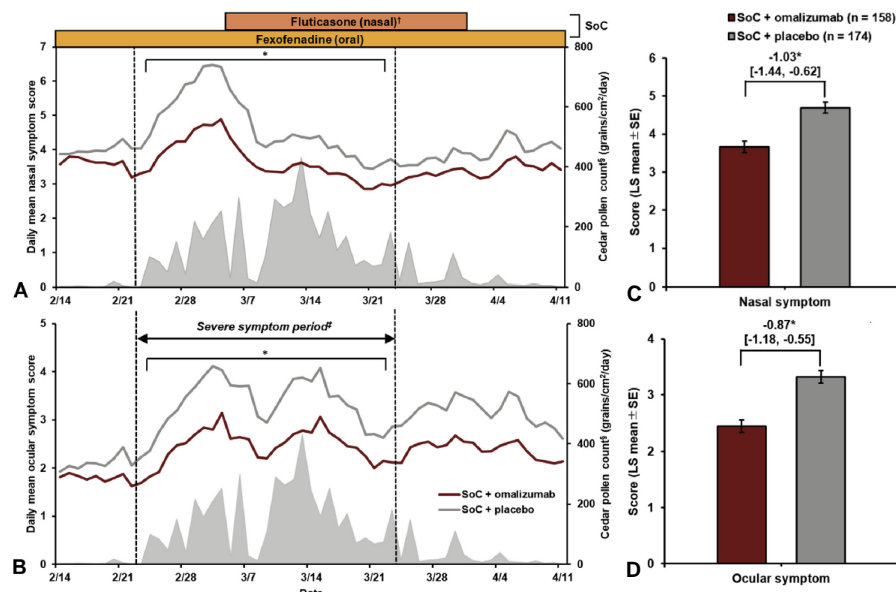 Fluticasone (nasal)†
SoC
Fexofenadine (oral)
A
Daily mean nasal symptom score
7
6
5
4
3
2
1
0
*
800
600
400
200
0
Cedar pollen count§ (grains/cm2/day)
2/14 2/21 2/28 3/7 3/14 3/21 3/28 4/4 4/11
B
Daily mean ocular symptom score
5
4
3
2
1
0
Severe symptom period‡
*
SoC + omalizumab
SoC + placebo
800
600
400
200
0
Cedar pollen count§ (grains/cm2/day)
2/14 2/21 2/28 3/7 3/14 3/21 3/28 4/4 4/11
Date
SoC + omalizumab (n = 158)
SoC + placebo (n = 174)
C
Score (LS mean ± SE)
6
5
4
3
2
1
0
-1.03*
[-1.44, -0.62]
Nasal symptom
D
Score (LS mean ± SE)
4
3
2
1
0
-0.87*
[-1.18, -0.55]
Ocular symptom